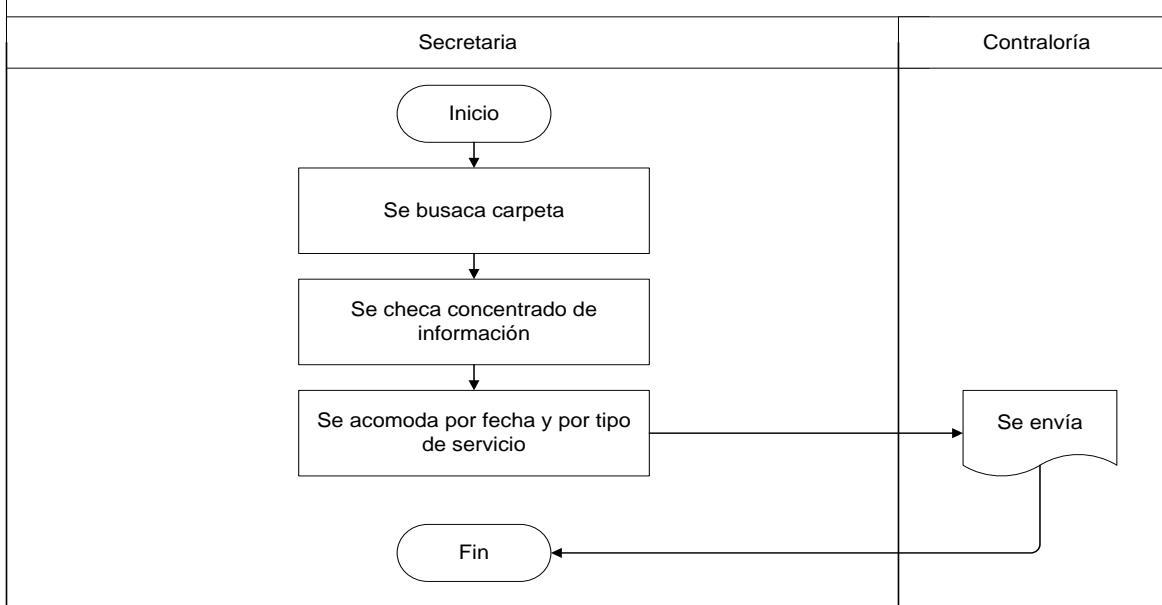 Secretaria
Contraloría
Inicio
Se busaca carpeta
Se checa concentrado de
información
Se acomoda por fecha y por tipo
de servicio
Se envía
Fin